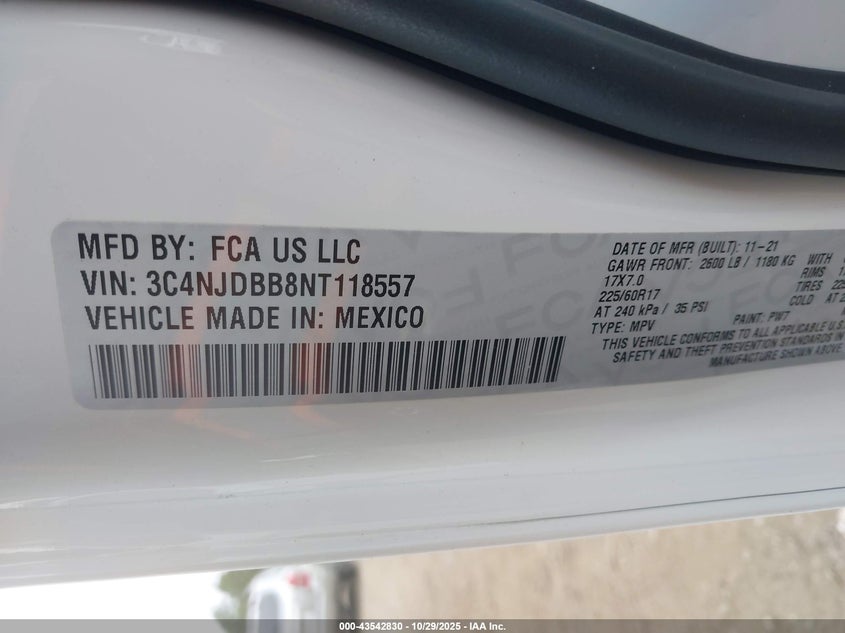 MFD BY: FCA US LLC
VIN: 3C4NJDBB8NT118557
VEHICLE MADE IN: MEXICO
DATE OF MFR (BUILT): 11-21
GAWR FRONT: 2600 LB / 1180 KG WITH
17X7.0 RIMS
225/60R17 TIRES
AT 240 kPa / 35 PSI COLD AT
TYPE: MPV PAINT: PW7
THIS VEHICLE CONFORMS TO ALL APPLICABLE U.S.
SAFETY AND THEFT PREVENTION STANDARDS IN
MANUFACTURE SHOWN ABOVE
000-43542830 - 10/29/2025 - IAA Inc.